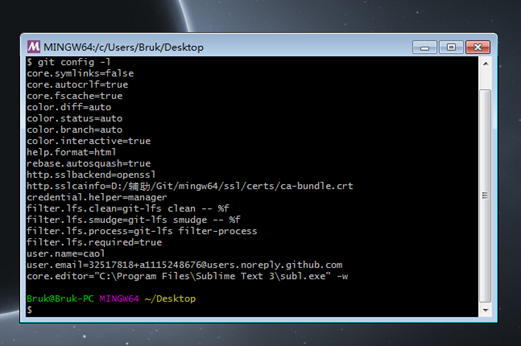 MINGW64:/c/Users/Bruk/Desktop
$ git config -l
core.symlinks=false
core.autocrlf=true
core.fscache=true
color.diff=auto
color.status=auto
color.branch=auto
color.interactive=true
help.format=html
rebase.autosquash=true
http.sslbackend=openssl
http.sslcainfo=D:/辅助/Git/mingw64/ssl/certs/ca-bundle.crt
credential.helper=manager
filter.lfs.clean=git-lfs clean -- %f
filter.lfs.smudge=git-lfs smudge -- %f
filter.lfs.process=git-lfs filter-process
filter.lfs.required=true
user.name=caol
user.email=32517818+a1115248676@users.noreply.github.com
core.editor="C:\Program Files\Sublime Text 3\subl.exe" -w
Bruk@Bruk-PC MINGW64 ~/Desktop
$